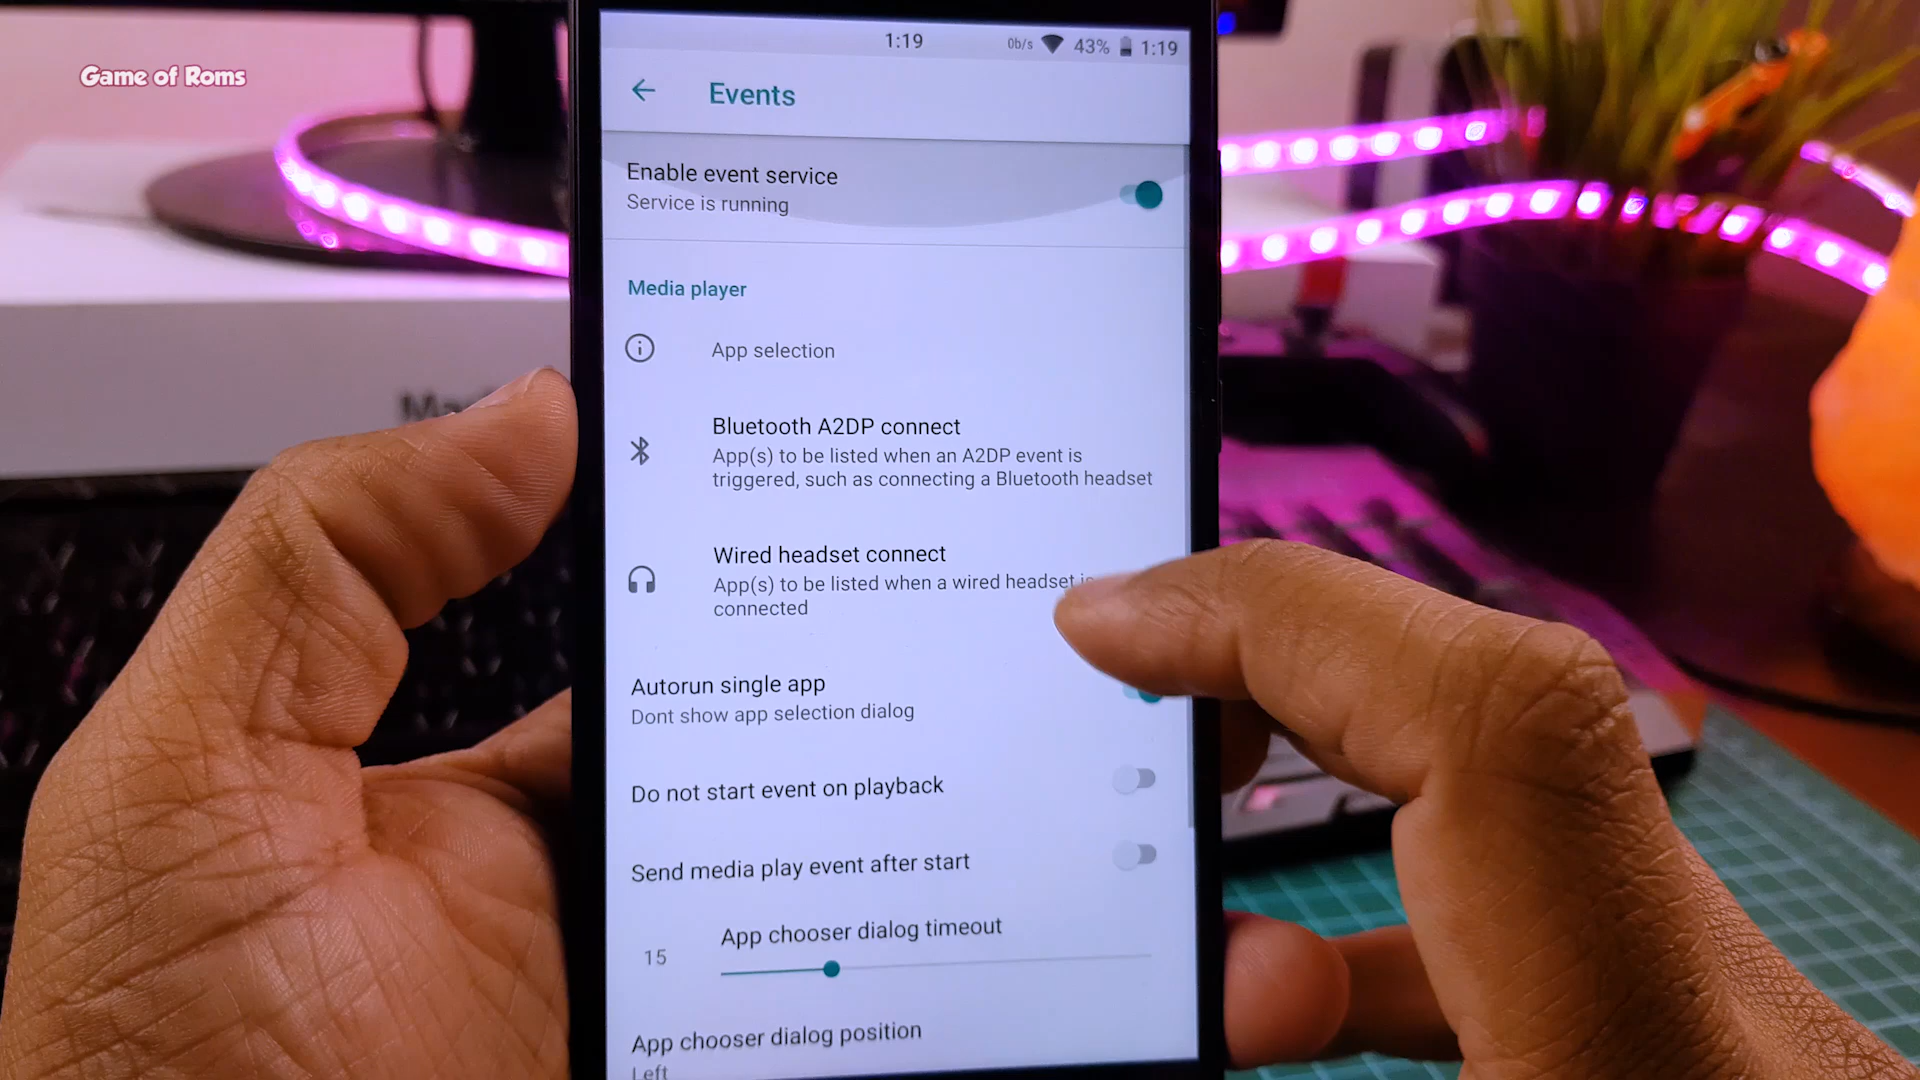 Game of Roms
1:19
0b/s 43% 1:19
Events
Enable event service
Service is running
Media player
App selection
Bluetooth A2DP connect
App(s) to be listed when an A2DP event is
triggered, such as connecting a Bluetooth headset
Wired headset connect
App(s) to be listed when a wired headset is
connected
Autorun single app
Dont show app selection dialog
Do not start event on playback
Send media play event after start
App chooser dialog timeout
15
App chooser dialog position
Left